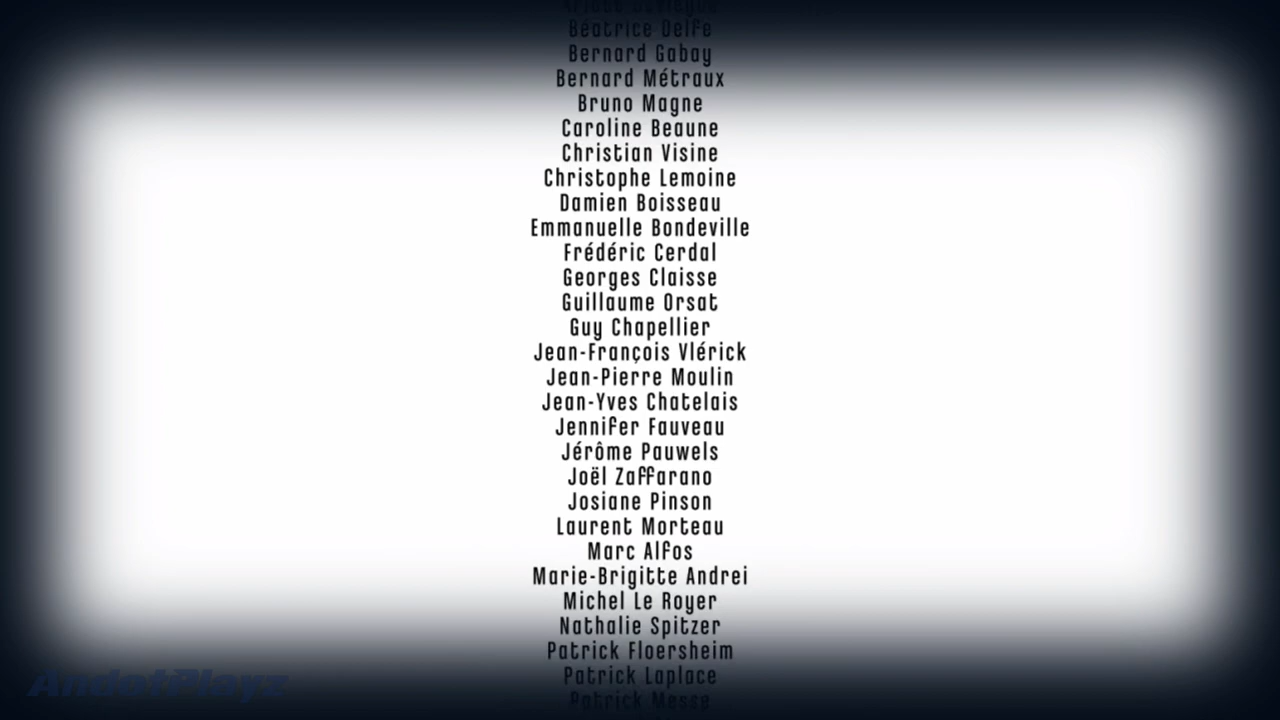 Béatrice Delfe
Bernard Gabay
Bernard Métraux
Bruno Magne
Caroline Beaune
Christian Visine
Christophe Lemoine
Damien Boisseau
Emmanuelle Bondeville
Frédéric Cerdal
Georges Claisse
Guillaume Orsat
Guy Chapellier
Jean-François Vlérick
Jean-Pierre Moulin
Jean-Yves Chatelais
Jennifer Fauveau
Jérôme Pauwels
Joël Zaffarano
Josiane Pinson
Laurent Morteau
Marc Alfos
Marie-Brigitte Andrei
Michel Le Royer
Nathalie Spitzer
Patrick Floersheim
Patrick Laplace
Patrick Messe
AndofPlayz